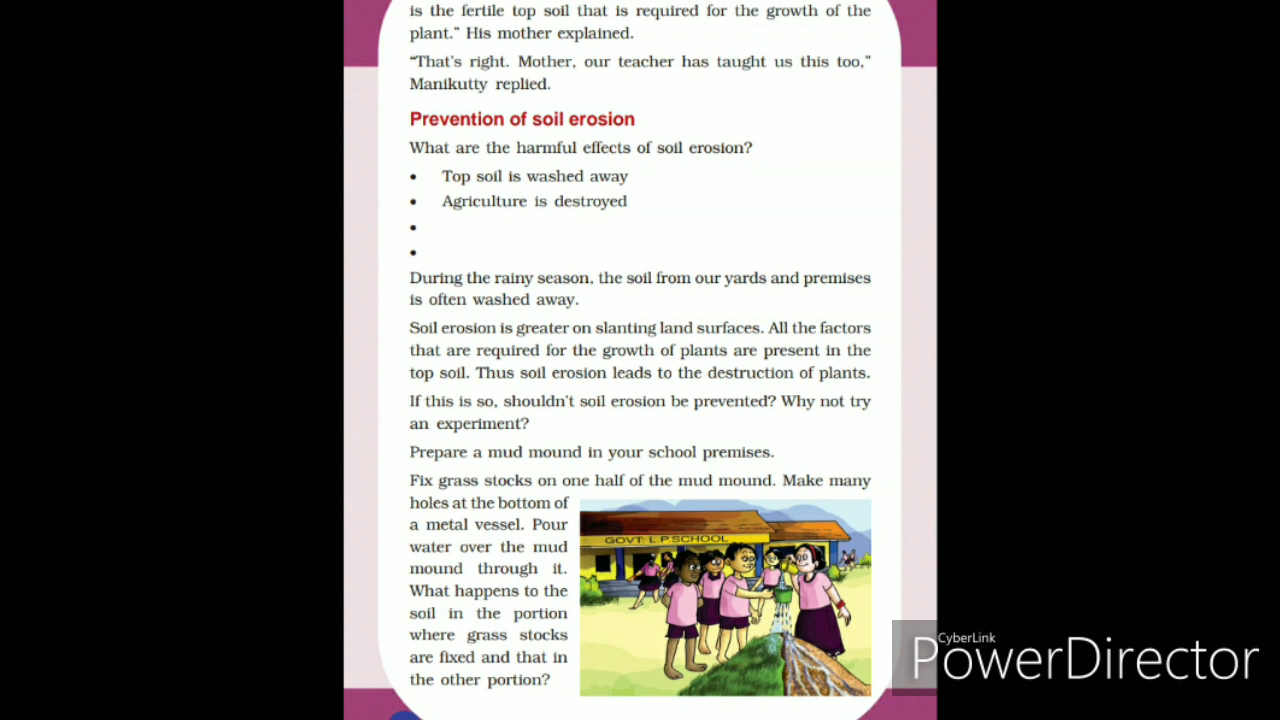 is the fertile top soil that is required for the growth of the
plant." His mother explained.
"That's right. Mother, our teacher has taught us this too,"
Manikutty replied.
Prevention of soil erosion
What are the harmful effects of soil erosion?
• Top soil is washed away
• Agriculture is destroyed
•
•
During the rainy season, the soil from our yards and premises
is often washed away.
Soil erosion is greater on slanting land surfaces. All the factors
that are required for the growth of plants are present in the
top soil. Thus soil erosion leads to the destruction of plants.
If this is so, shouldn't soil erosion be prevented? Why not try
an experiment?
Prepare a mud mound in your school premises.
Fix grass stocks on one half of the mud mound. Make many
holes at the bottom of
a metal vessel. Pour
water over the mud
mound through it.
What happens to the
soil in the portion
where grass stocks
are fixed and that in
the other portion?
GOVT: L.P.SCHOOL
CyberLink
PowerDirector